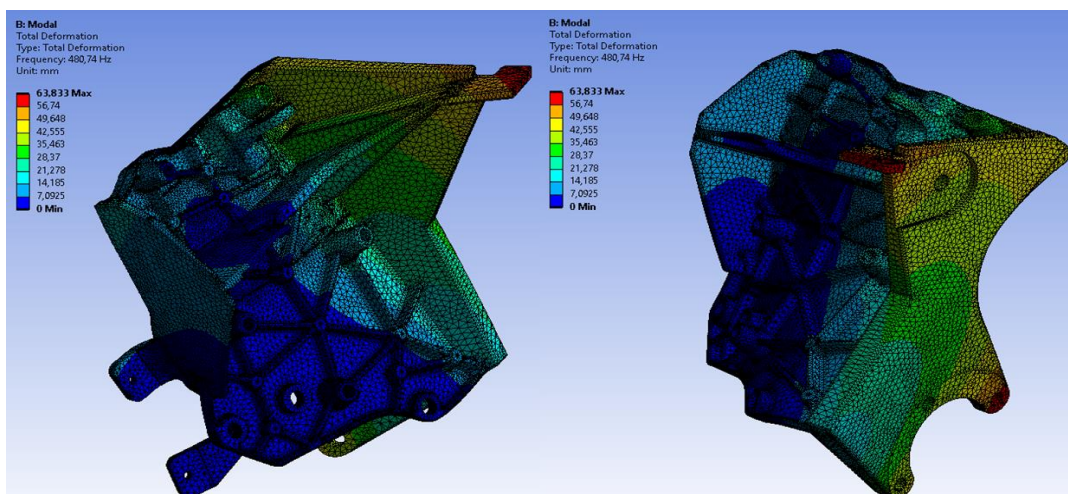 B: Modal
Total Deformation
Type: Total Deformation
Frequency: 480,74 Hz
Unit: mm
63,833 Max
56,74
49,648
42,555
35,463
28,37
21,278
14,185
7,0925
0 Min
B: Modal
Total Deformation
Type: Total Deformation
Frequency: 480,74 Hz
Unit: mm
63,833 Max
56,74
49,648
42,555
35,463
28,37
21,278
14,185
7,0925
0 Min